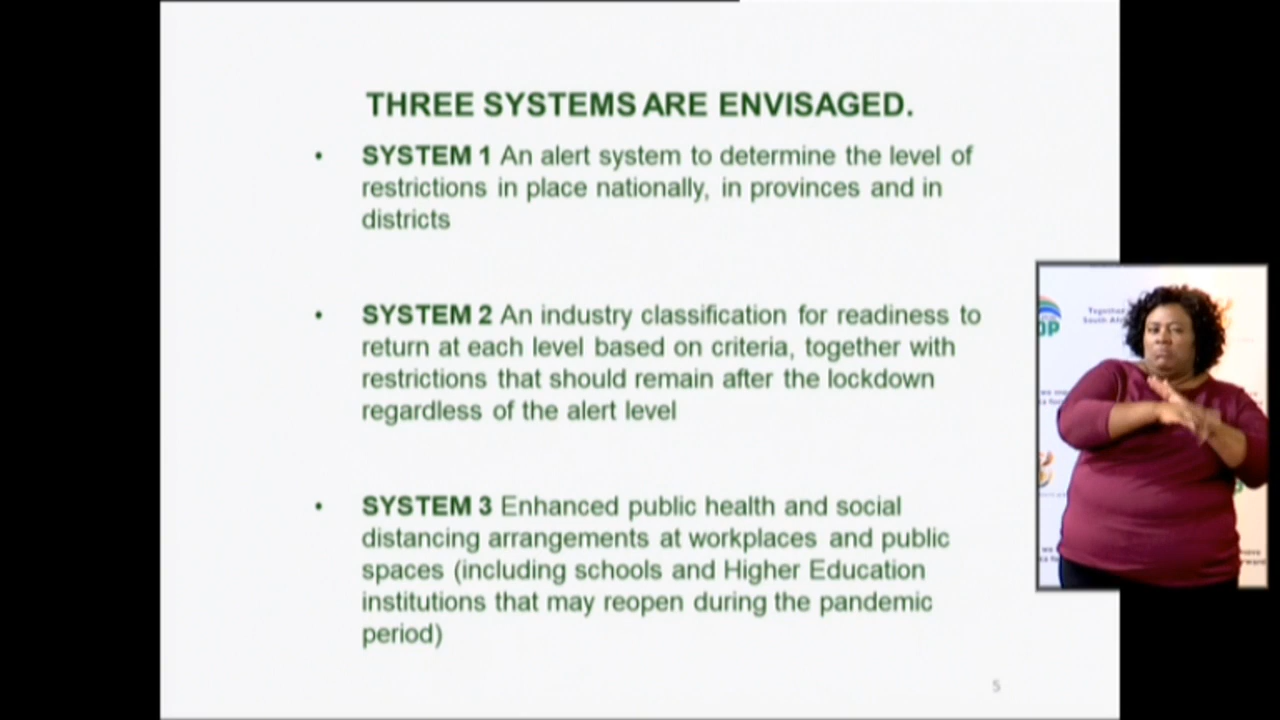 THREE SYSTEMS ARE ENVISAGED.
• SYSTEM 1 An alert system to determine the level of
restrictions in place nationally, in provinces and in
districts
• SYSTEM 2 An industry classification for readiness to
return at each level based on criteria, together with
restrictions that should remain after the lockdown
regardless of the alert level
• SYSTEM 3 Enhanced public health and social
distancing arrangements at workplaces and public
spaces (including schools and Higher Education
institutions that may reopen during the pandemic
period)
5
Together
South Afri